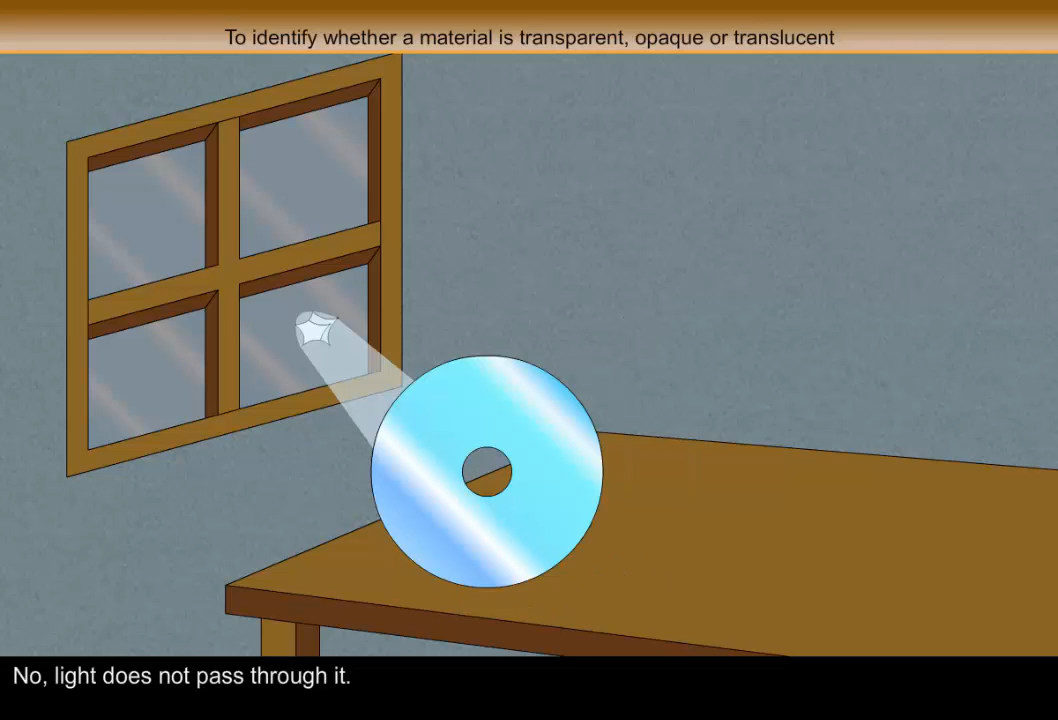 To identify whether a material is transparent, opaque or translucent
No, light does not pass through it.